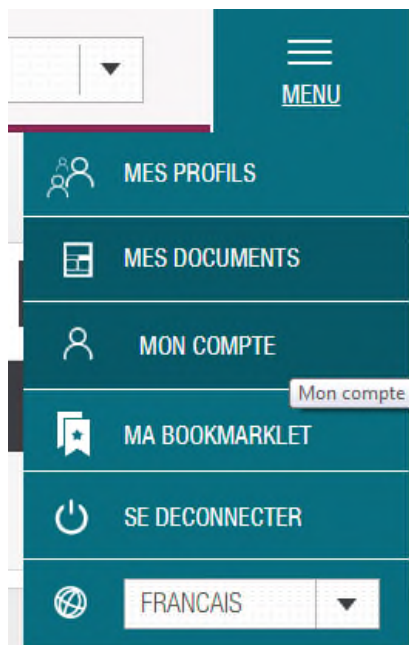 MENU
MES PROFILS
MES DOCUMENTS
MON COMPTE
Mon compte
MA BOOKMARKLET
SE DECONNECTER
FRANCAIS